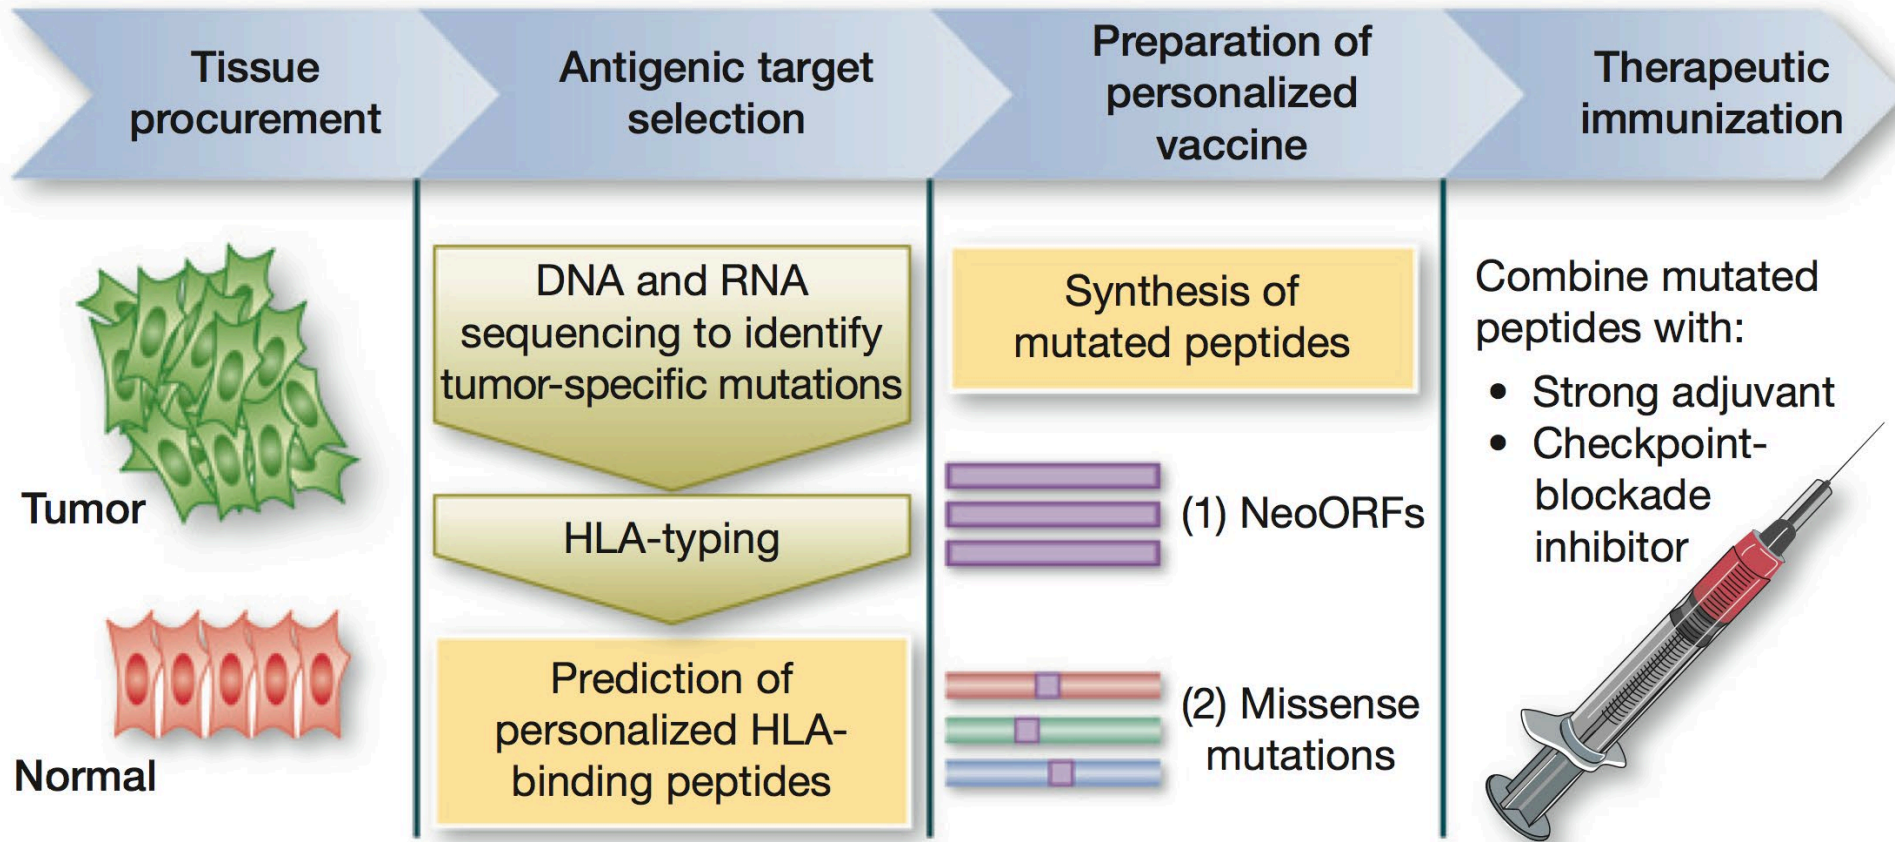 Tissue
procurement
Antigenic target
selection
Preparation of
personalized
vaccine
Therapeutic
immunization
Tumor
Normal
DNA and RNA
sequencing to identify
tumor-specific mutations
HLA-typing
Prediction of
personalized HLA-
binding peptides
Synthesis of
mutated peptides
(1) NeoORFs
(2) Missense
mutations
Combine mutated
peptides with:
• Strong adjuvant
• Checkpoint-
blockade
inhibitor